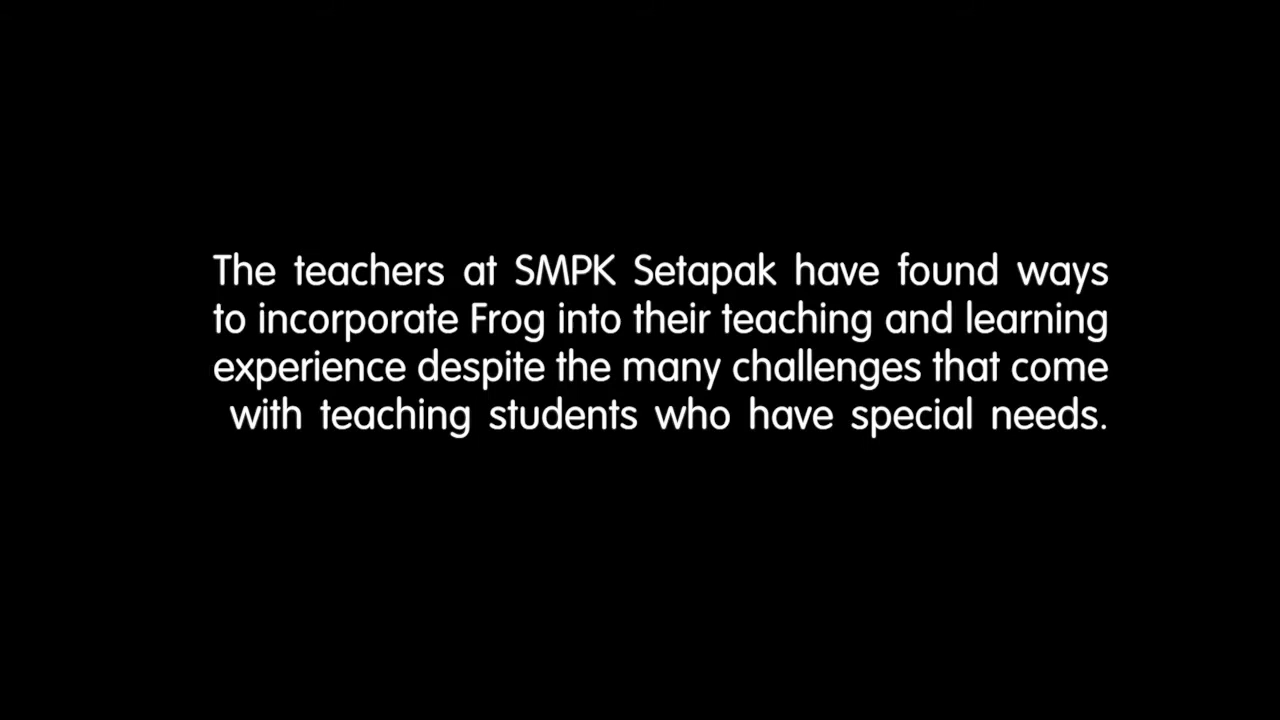 The teachers at SMPK Setapak have found ways
to incorporate Frog into their teaching and learning
experience despite the many challenges that come
with teaching students who have special needs.